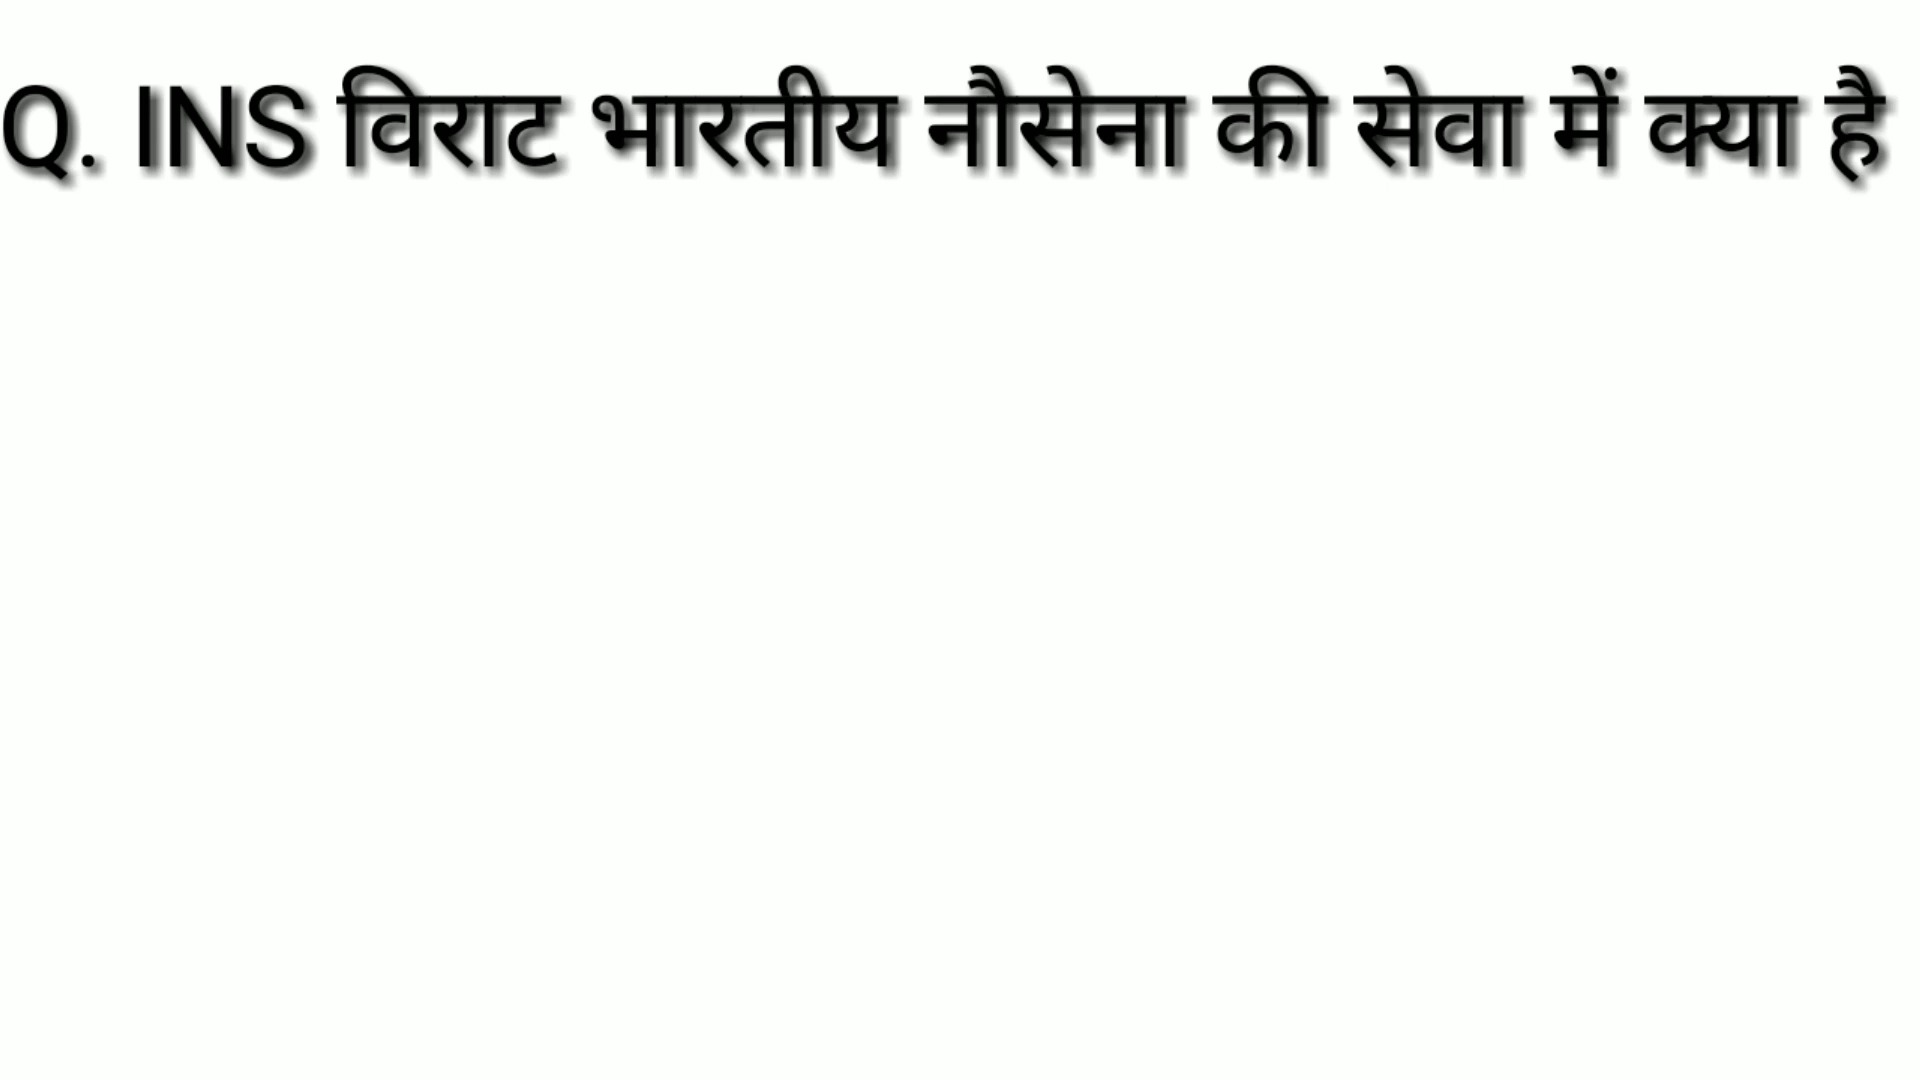 Q. INS विराट भारतीय नौसेना की सेवा में क्या है